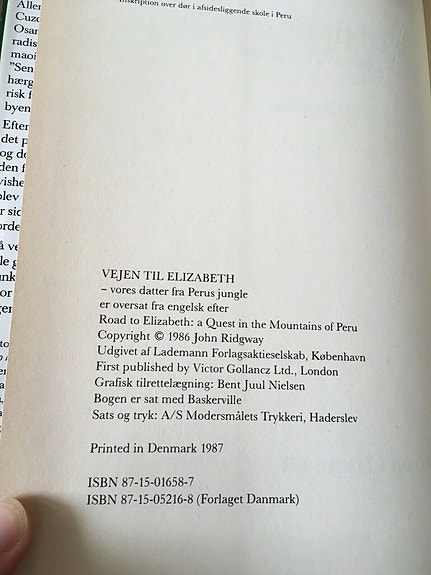 Inskription over dør i afsidesliggende skole i Peru
VEJEN TIL ELIZABETH
– vores datter fra Perus jungle
er oversat fra engelsk efter
Road to Elizabeth: a Quest in the Mountains of Peru
Copyright © 1986 John Ridgway
Udgivet af Lademann Forlagsaktieselskab, København
First published by Victor Gollancz Ltd., London
Grafisk tilrettelægning: Bent Juul Nielsen
Bogen er sat med Baskerville
Sats og tryk: A/S Modersmålets Trykkeri, Haderslev
Printed in Denmark 1987
ISBN 87-15-01658-7
ISBN 87-15-05216-8 (Forlaget Danmark)